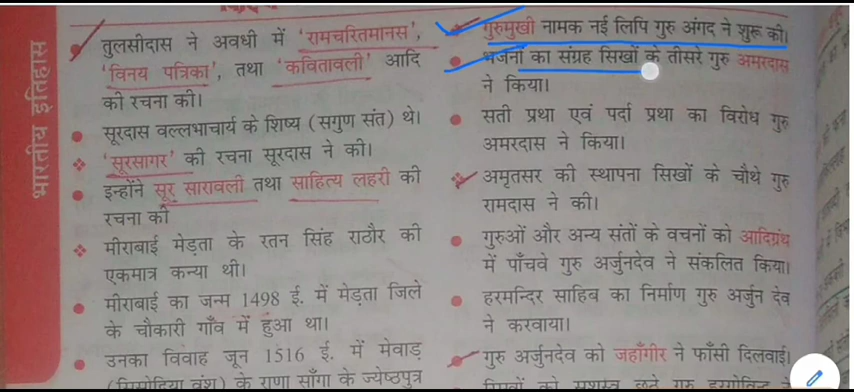 भारतीय इतिहास
तुलसीदास ने अवधी में 'रामचरितमानस',
'विनय पत्रिका', तथा 'कवितावली' आदि
की रचना की।
सूरदास वल्लभाचार्य के शिष्य (सगुण संत) थे।
'सूरसागर' की रचना सूरदास ने की।
इन्होंने सूर सारावली तथा साहित्य लहरी की
रचना की
मीराबाई मेड़ता के रतन सिंह राठौर की
एकमात्र कन्या थी।
मीराबाई का जन्म 1498 ई. में मेड़ता जिले
के चौकारी गाँव में हुआ था।
उनका विवाह जून 1516 ई. में मेवाड़
(सिसोदिया वंश) के राणा साँगा के ज्येष्ठपुत्र
गुरुमुखी नामक नई लिपि गुरु अंगद ने शुरू की।
भजनों का संग्रह सिखों के तीसरे गुरु अमरदास
ने किया।
सती प्रथा एवं पर्दा प्रथा का विरोध गुरु
अमरदास ने किया।
अमृतसर की स्थापना सिखों के चौथे गुरु
रामदास ने की।
गुरुओं और अन्य संतों के वचनों को आदिग्रंथ
में पाँचवे गुरु अर्जुनदेव ने संकलित किया।
हरमन्दिर साहिब का निर्माण गुरु अर्जुन देव
ने करवाया।
गुरु अर्जुनदेव को जहाँगीर ने फाँसी दिलवाई।